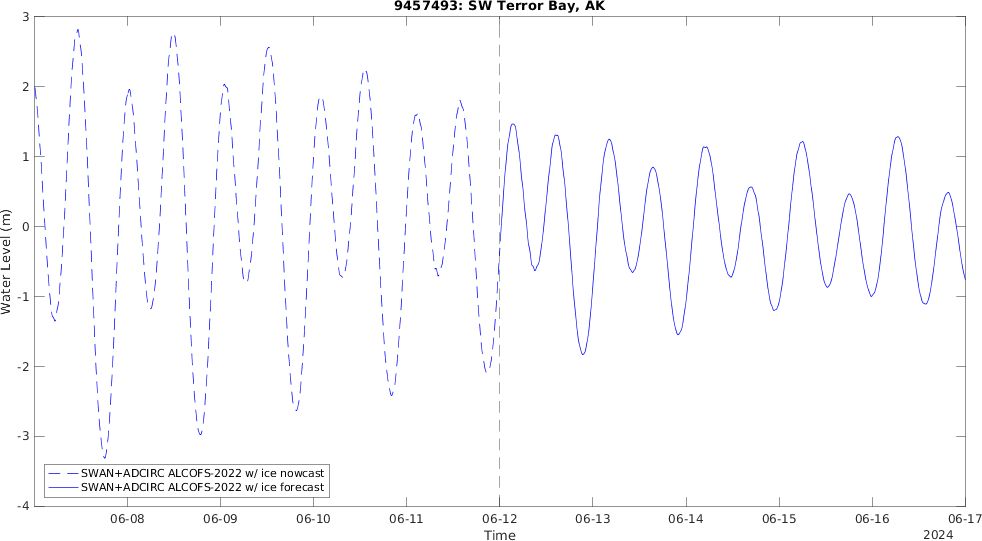 9457493: SW Terror Bay, AK
3
2
1
0
-1
-2
-3
-4
Water Level (m)
SWAN+ADCIRC ALCOFS-2022 w/ ice nowcast
SWAN+ADCIRC ALCOFS-2022 w/ ice forecast
06-08 06-09 06-10 06-11 06-12 06-13 06-14 06-15 06-16 06-17
Time
2024